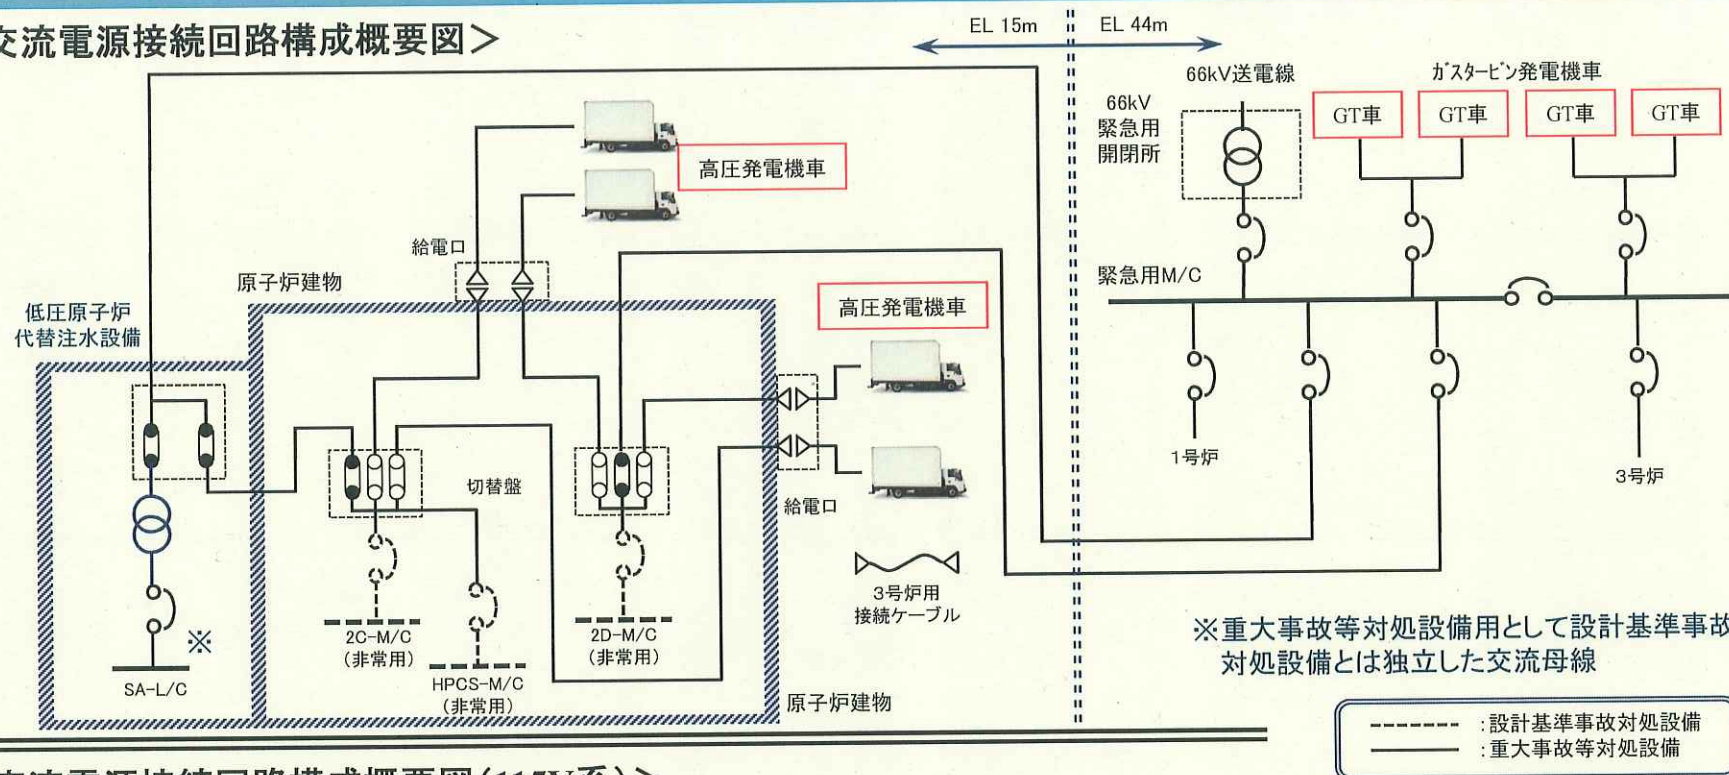 交流電源接続回路構成概要図＞
EL 15m
EL 44m
66kV送電線
ガスタービン発電機車
66kV
緊急用
開閉所
GT車
GT車
GT車
GT車
高圧発電機車
給電口
原子炉建物
緊急用M/C
高圧発電機車
低圧原子炉
代替注水設備
切替盤
給電口
1号炉
3号炉
3号炉用
接続ケーブル
※
2C-M/C
(非常用)
2D-M/C
(非常用)
HPCS-M/C
(非常用)
SA-L/C
原子炉建物
※重大事故等対処設備用として設計基準事故
対処設備とは独立した交流母線
:設計基準事故対処設備
:重大事故等対処設備